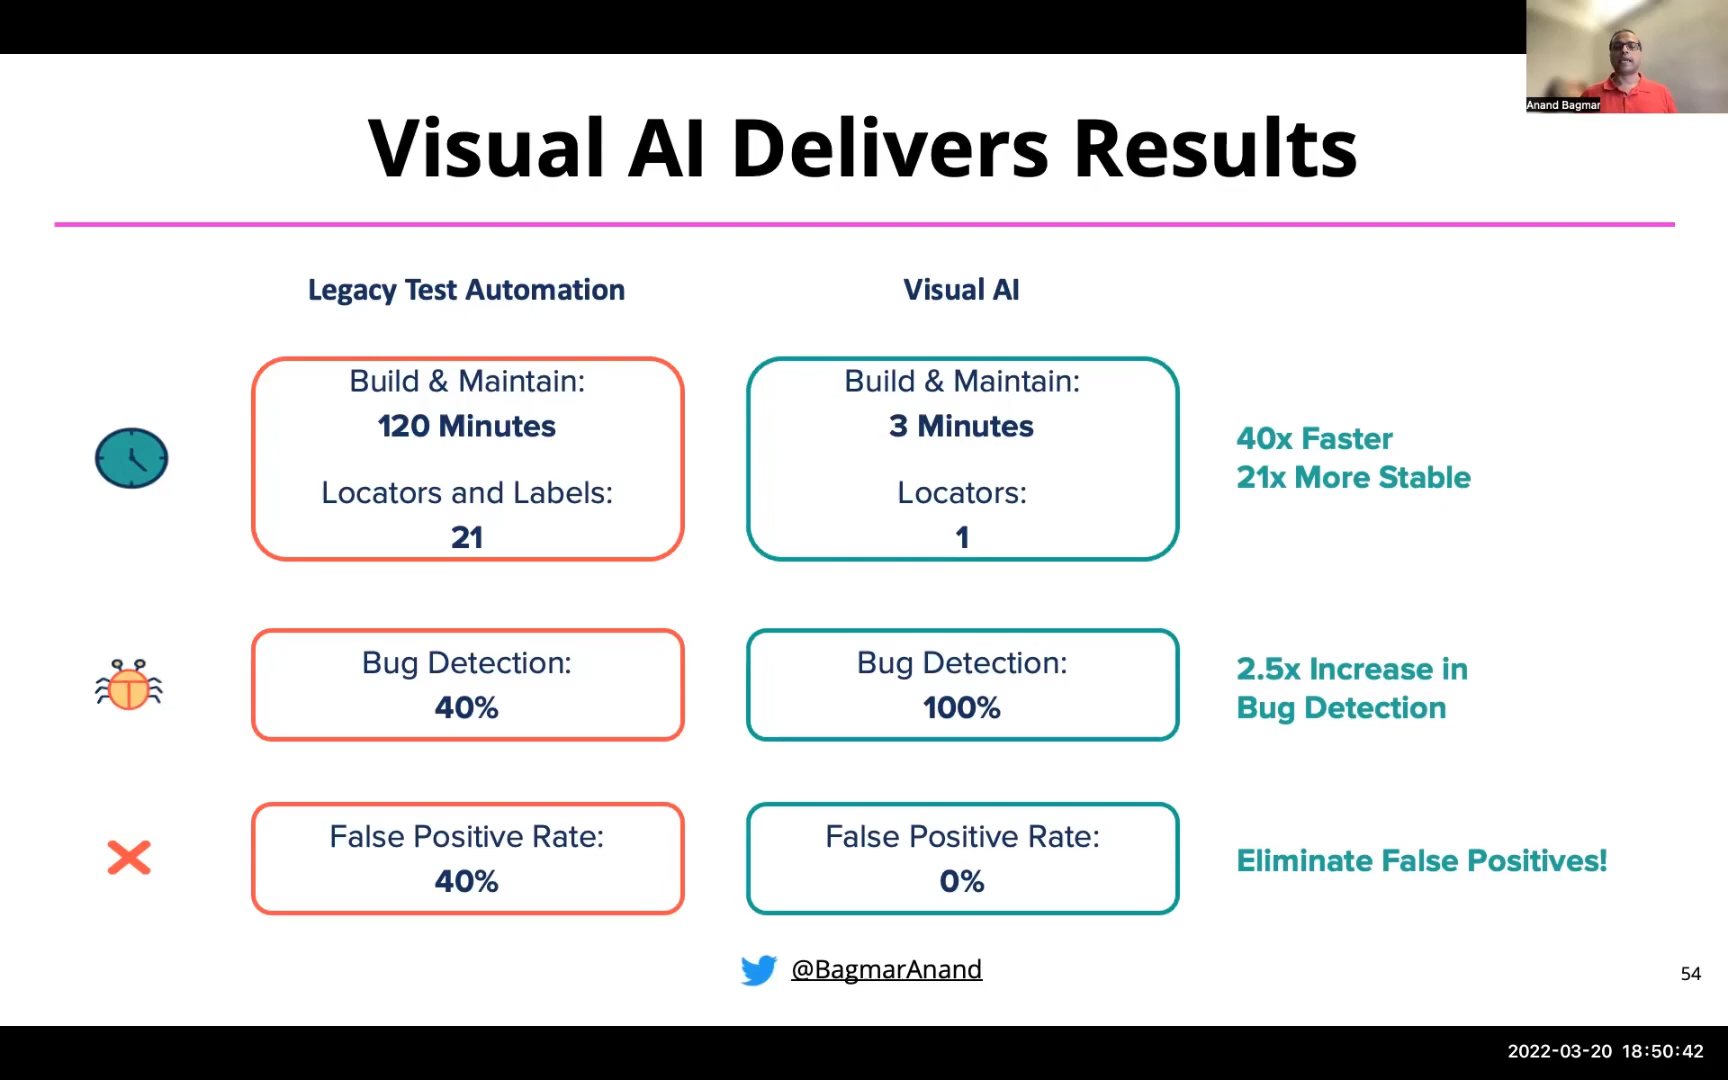 Anand Bagmar
Visual AI Delivers Results
Legacy Test Automation
Visual AI
Build & Maintain:
120 Minutes
Locators and Labels:
21
Build & Maintain:
3 Minutes
Locators:
1
40x Faster
21x More Stable
Bug Detection:
40%
Bug Detection:
100%
2.5x Increase in
Bug Detection
False Positive Rate:
40%
False Positive Rate:
0%
Eliminate False Positives!
@BagmarAnand
54
2022-03-20 18:50:42